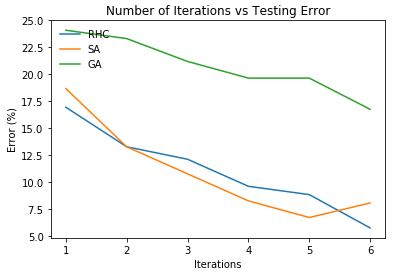 Number of Iterations vs Testing Error
Error (%)
25.0
22.5
20.0
17.5
15.0
12.5
10.0
7.5
5.0
RHC
SA
GA
1 2 3 4 5 6
Iterations